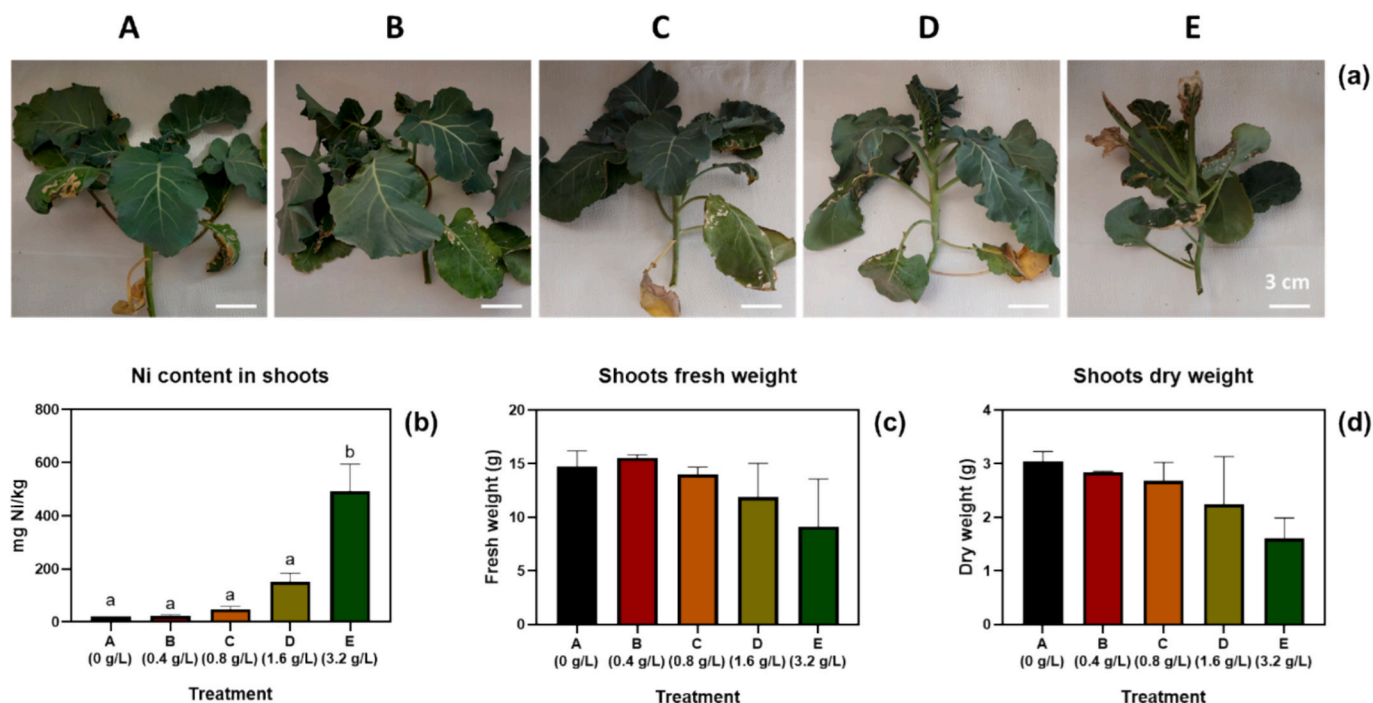 A B C D E
(a)
3 cm
Ni content in shoots
(b)
mg Ni/kg
800
600
400
200
0
a a a a b
A B C D E
(0 g/L) (0.4 g/L) (0.8 g/L) (1.6 g/L) (3.2 g/L)
Treatment
Shoots fresh weight
(c)
Fresh weight (g)
20
15
10
5
0
A B C D E
(0 g/L) (0.4 g/L) (0.8 g/L) (1.6 g/L) (3.2 g/L)
Treatment
Shoots dry weight
(d)
Dry weight (g)
4
3
2
1
0
A B C D E
(0 g/L) (0.4 g/L) (0.8 g/L) (1.6 g/L) (3.2 g/L)
Treatment